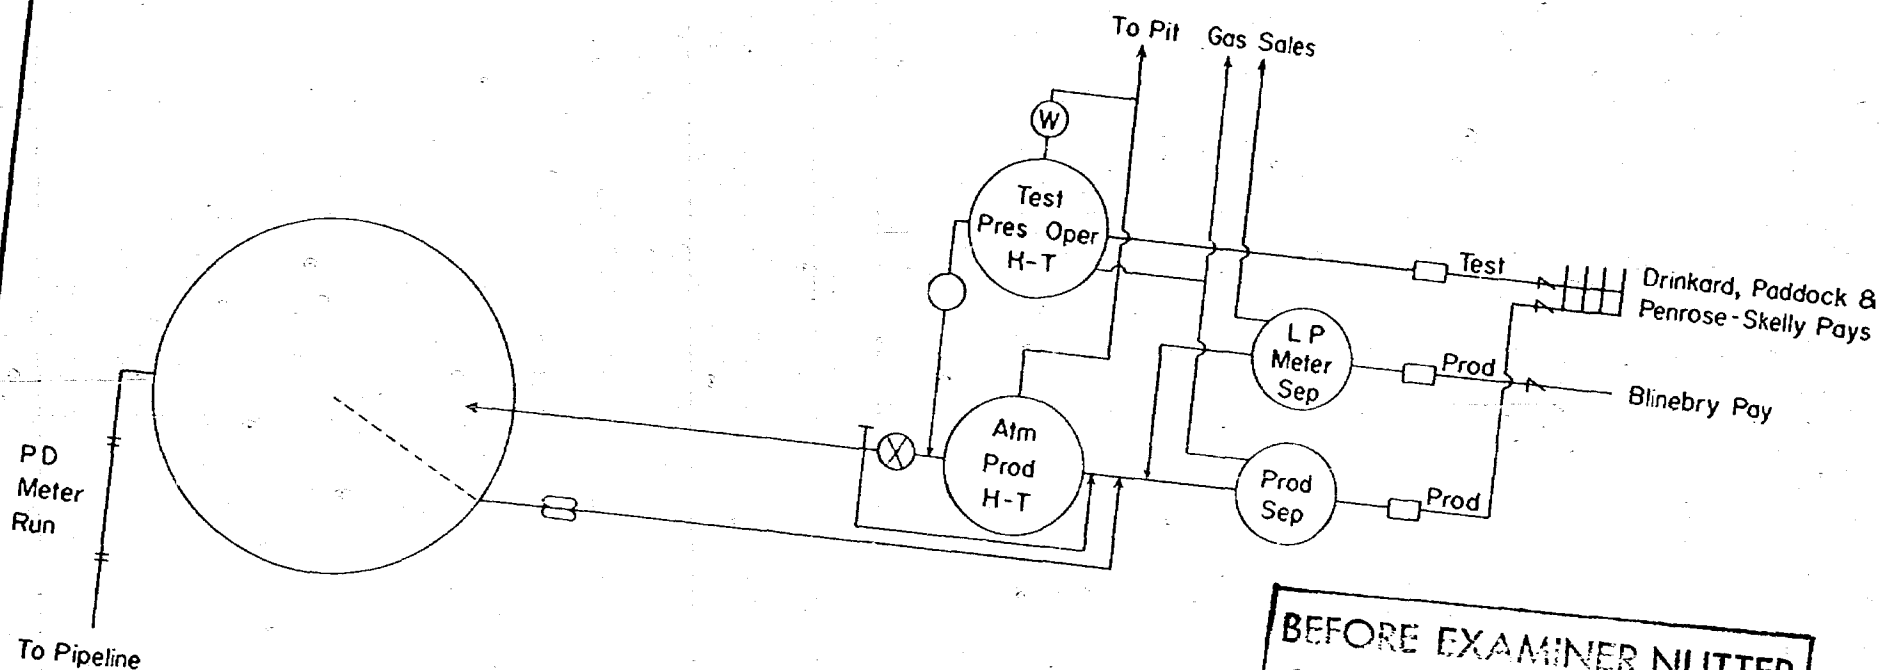 To Pit
Gas Sales
W
Test
Pres Oper
H-T
Test
Drinkard, Paddock &
Penrose-Skelly Pays
L P
Meter
Sep
Prod
Blinebry Pay
Atm
Prod
H-T
Prod
Sep
Prod
PD
Meter
Run
To Pipeline
BEFORE EXAMINER NUTTER